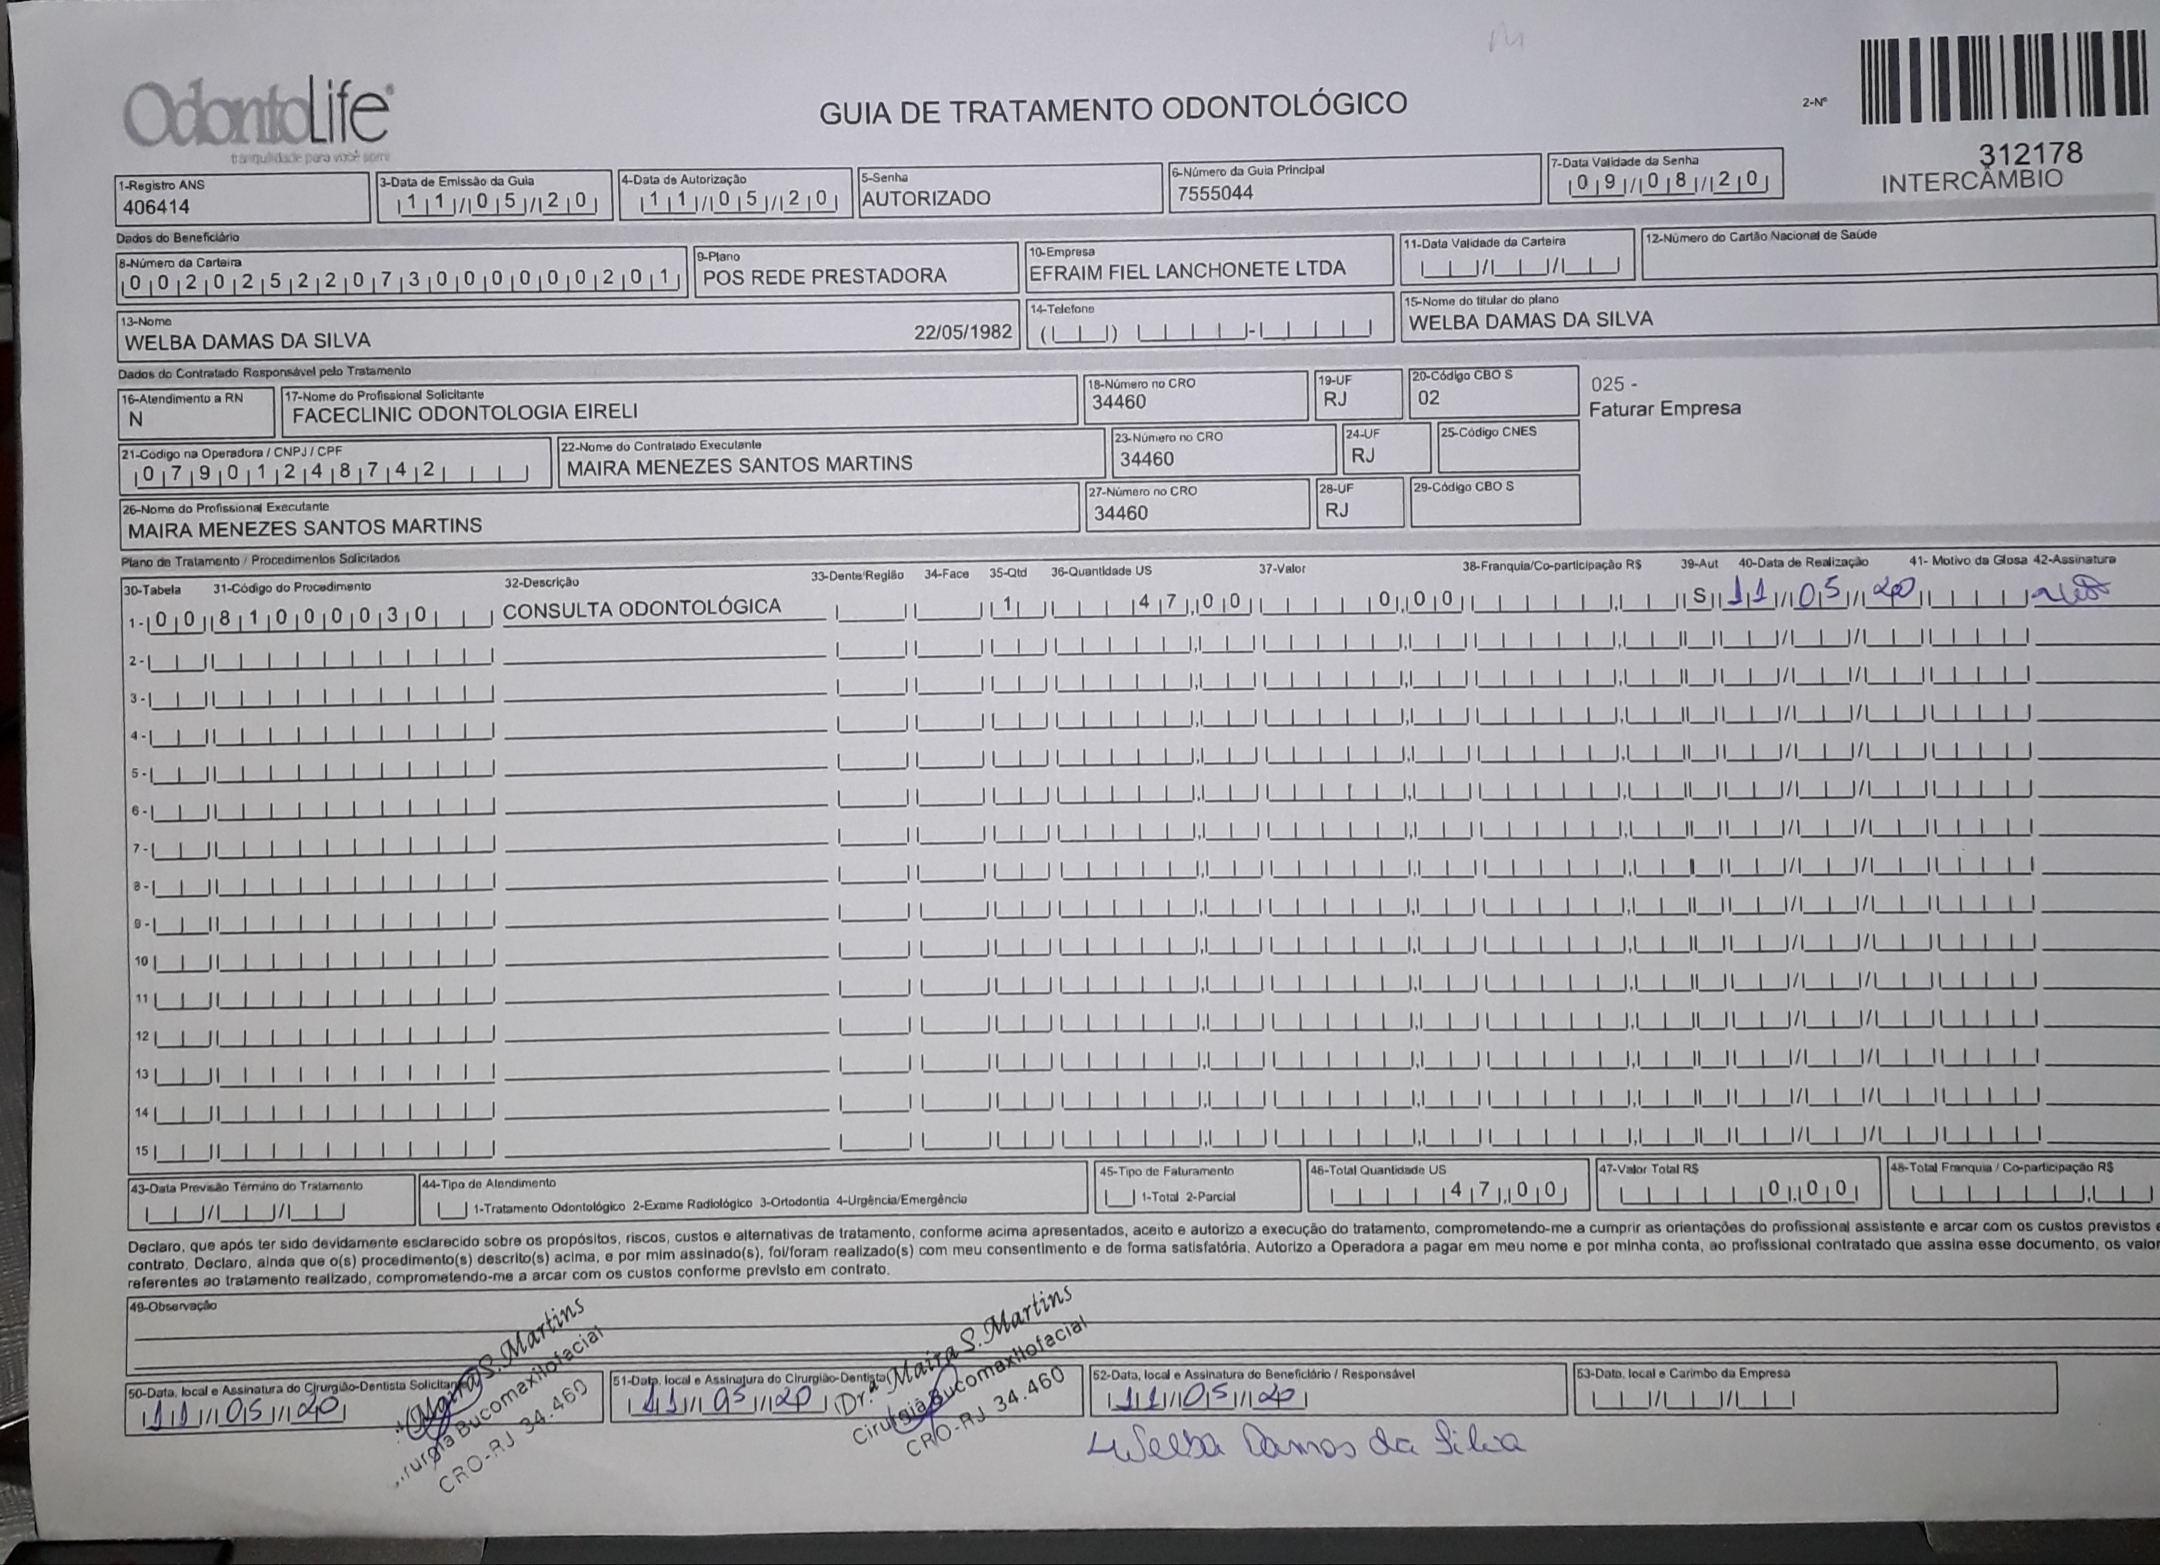 OdontoLife®
tranquilidade para você sorrir
GUIA DE TRATAMENTO ODONTOLÓGICO
2-Nº
312178
INTERCÂMBIO
1-Registro ANS
406414
3-Data de Emissão da Guia
11/05/20
4-Data de Autorização
11/05/20
5-Senha
AUTORIZADO
6-Número da Guia Principal
7555044
7-Data Validade da Senha
09/08/20
Dados do Beneficiário
8-Número da Carteira
00202522073000000201
9-Plano
POS REDE PRESTADORA
10-Empresa
EFRAIM FIEL LANCHONETE LTDA
11-Data Validade da Carteira
12-Número do Cartão Nacional de Saúde
13-Nome
WELBA DAMAS DA SILVA 22/05/1982
14-Telefone
15-Nome do titular do plano
WELBA DAMAS DA SILVA
Dados do Contratado Responsável pelo Tratamento
16-Atendimento a RN
N
17-Nome do Profissional Solicitante
FACECLINIC ODONTOLOGIA EIRELI
18-Número no CRO
34460
19-UF
RJ
20-Código CBO S
02
025 -
Faturar Empresa
21-Código na Operadora / CNPJ / CPF
07901248742
22-Nome do Contratado Executante
MAIRA MENEZES SANTOS MARTINS
23-Número no CRO
34460
24-UF
RJ
25-Código CNES
26-Nome do Profissional Executante
MAIRA MENEZES SANTOS MARTINS
27-Número no CRO
34460
28-UF
RJ
29-Código CBO S
Plano de Tratamento / Procedimentos Solicitados
30-Tabela 31-Código do Procedimento 32-Descrição 33-Dente/Região 34-Face 35-Qtd 36-Quantidade US 37-Valor 38-Franquia/Co-participação R$ 39-Aut 40-Data de Realização 41- Motivo da Glosa 42-Assinatura
1- 00 81000030 CONSULTA ODONTOLÓGICA 1 47,00 0,00 S 11/05/20
2-
3-
4-
5-
6-
7-
8-
9-
10
11
12
13
14
15
43-Data Previsão Término do Tratamento
44-Tipo de Atendimento
1-Tratamento Odontológico 2-Exame Radiológico 3-Ortodontia 4-Urgência/Emergência
45-Tipo de Faturamento
1-Total 2-Parcial
46-Total Quantidade US
47,00
47-Valor Total R$
0,00
48-Total Franquia / Co-participação R$
Declaro, que após ter sido devidamente esclarecido sobre os propósitos, riscos, custos e alternativas de tratamento, conforme acima apresentados, aceito e autorizo a execução do tratamento, comprometendo-me a cumprir as orientações do profissional assistente e arcar com os custos previstos e
contrato. Declaro, ainda que o(s) procedimento(s) descrito(s) acima, e por mim assinado(s), foi/foram realizado(s) com meu consentimento e de forma satisfatória. Autorizo a Operadora a pagar em meu nome e por minha conta, ao profissional contratado que assina esse documento, os valor
referentes ao tratamento realizado, comprometendo-me a arcar com os custos conforme previsto em contrato.
49-Observação
50-Data, local e Assinatura do Cirurgião-Dentista Solicitan
11/05/20
Maira S. Martins
rurgia Bucomaxilofacial
CRO-RJ 34.460
51-Data, local e Assinatura do Cirurgião-Dentista
11/05/20
Dr.ª Maira S. Martins
Cirurgiã Bucomaxilofacial
CRO-RJ 34.460
52-Data, local e Assinatura do Beneficiário / Responsável
11/05/20
Welba Damas da Silva
53-Data, local e Carimbo da Empresa